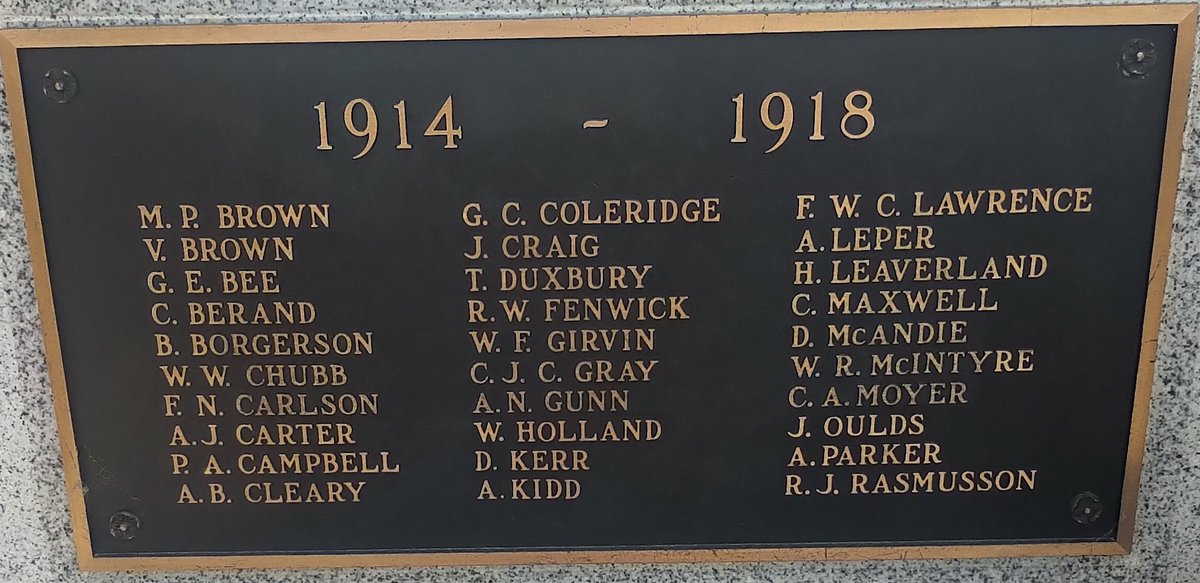 1914 - 1918
M. P. BROWN
V. BROWN
G. E. BEE
C. BERAND
B. BORGERSON
W. W. CHUBB
F. N. CARLSON
A. J. CARTER
P. A. CAMPBELL
A. B. CLEARY
G. C. COLERIDGE
J. CRAIG
T. DUXBURY
R. W. FENWICK
W. F. GIRVIN
C. J. C. GRAY
A. N. GUNN
W. HOLLAND
D. KERR
A. KIDD
F. W. C. LAWRENCE
A. LEPER
H. LEAVERLAND
C. MAXWELL
D. McANDIE
W. R. McINTYRE
C. A. MOYER
J. OULDS
A. PARKER
R. J. RASMUSSON